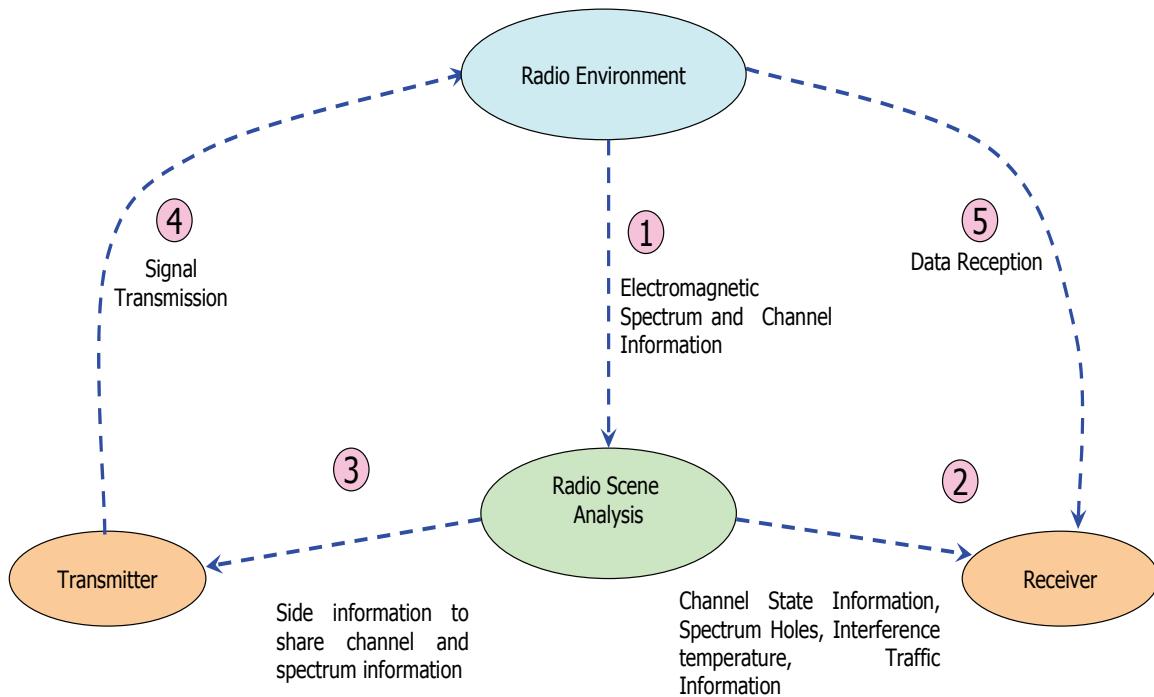 Radio Environment
4
Signal
Transmission
1
Electromagnetic
Spectrum and Channel
Information
5
Data Reception
3
Radio Scene
Analysis
2
Transmitter
Receiver
Side information to
share channel and
spectrum information
Channel State Information,
Spectrum Holes, Interference
temperature, Traffic
Information